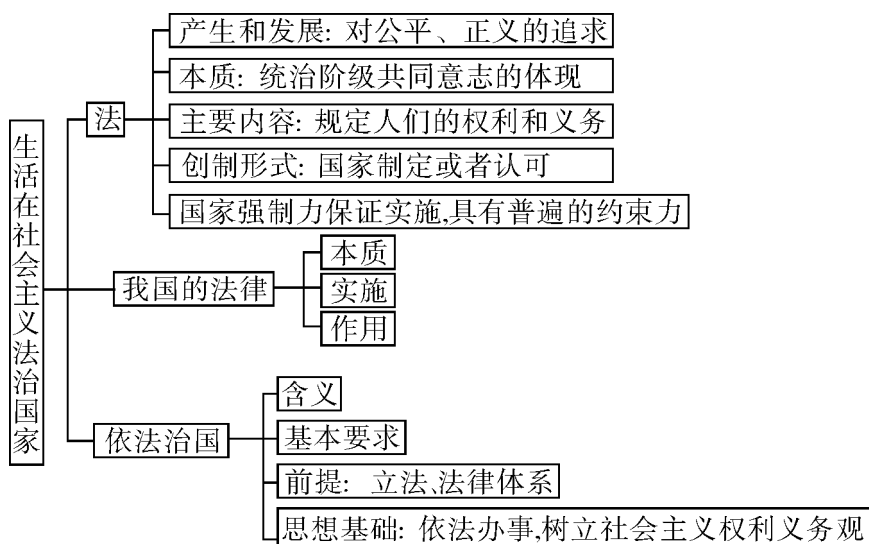 生活在社会主义法治国家
法
产生和发展: 对公平、正义的追求
本质: 统治阶级共同意志的体现
主要内容: 规定人们的权利和义务
创制形式: 国家制定或者认可
国家强制力保证实施,具有普遍的约束力
我国的法律
本质
实施
作用
依法治国
含义
基本要求
前提: 立法、法律体系
思想基础: 依法办事,树立社会主义权利义务观